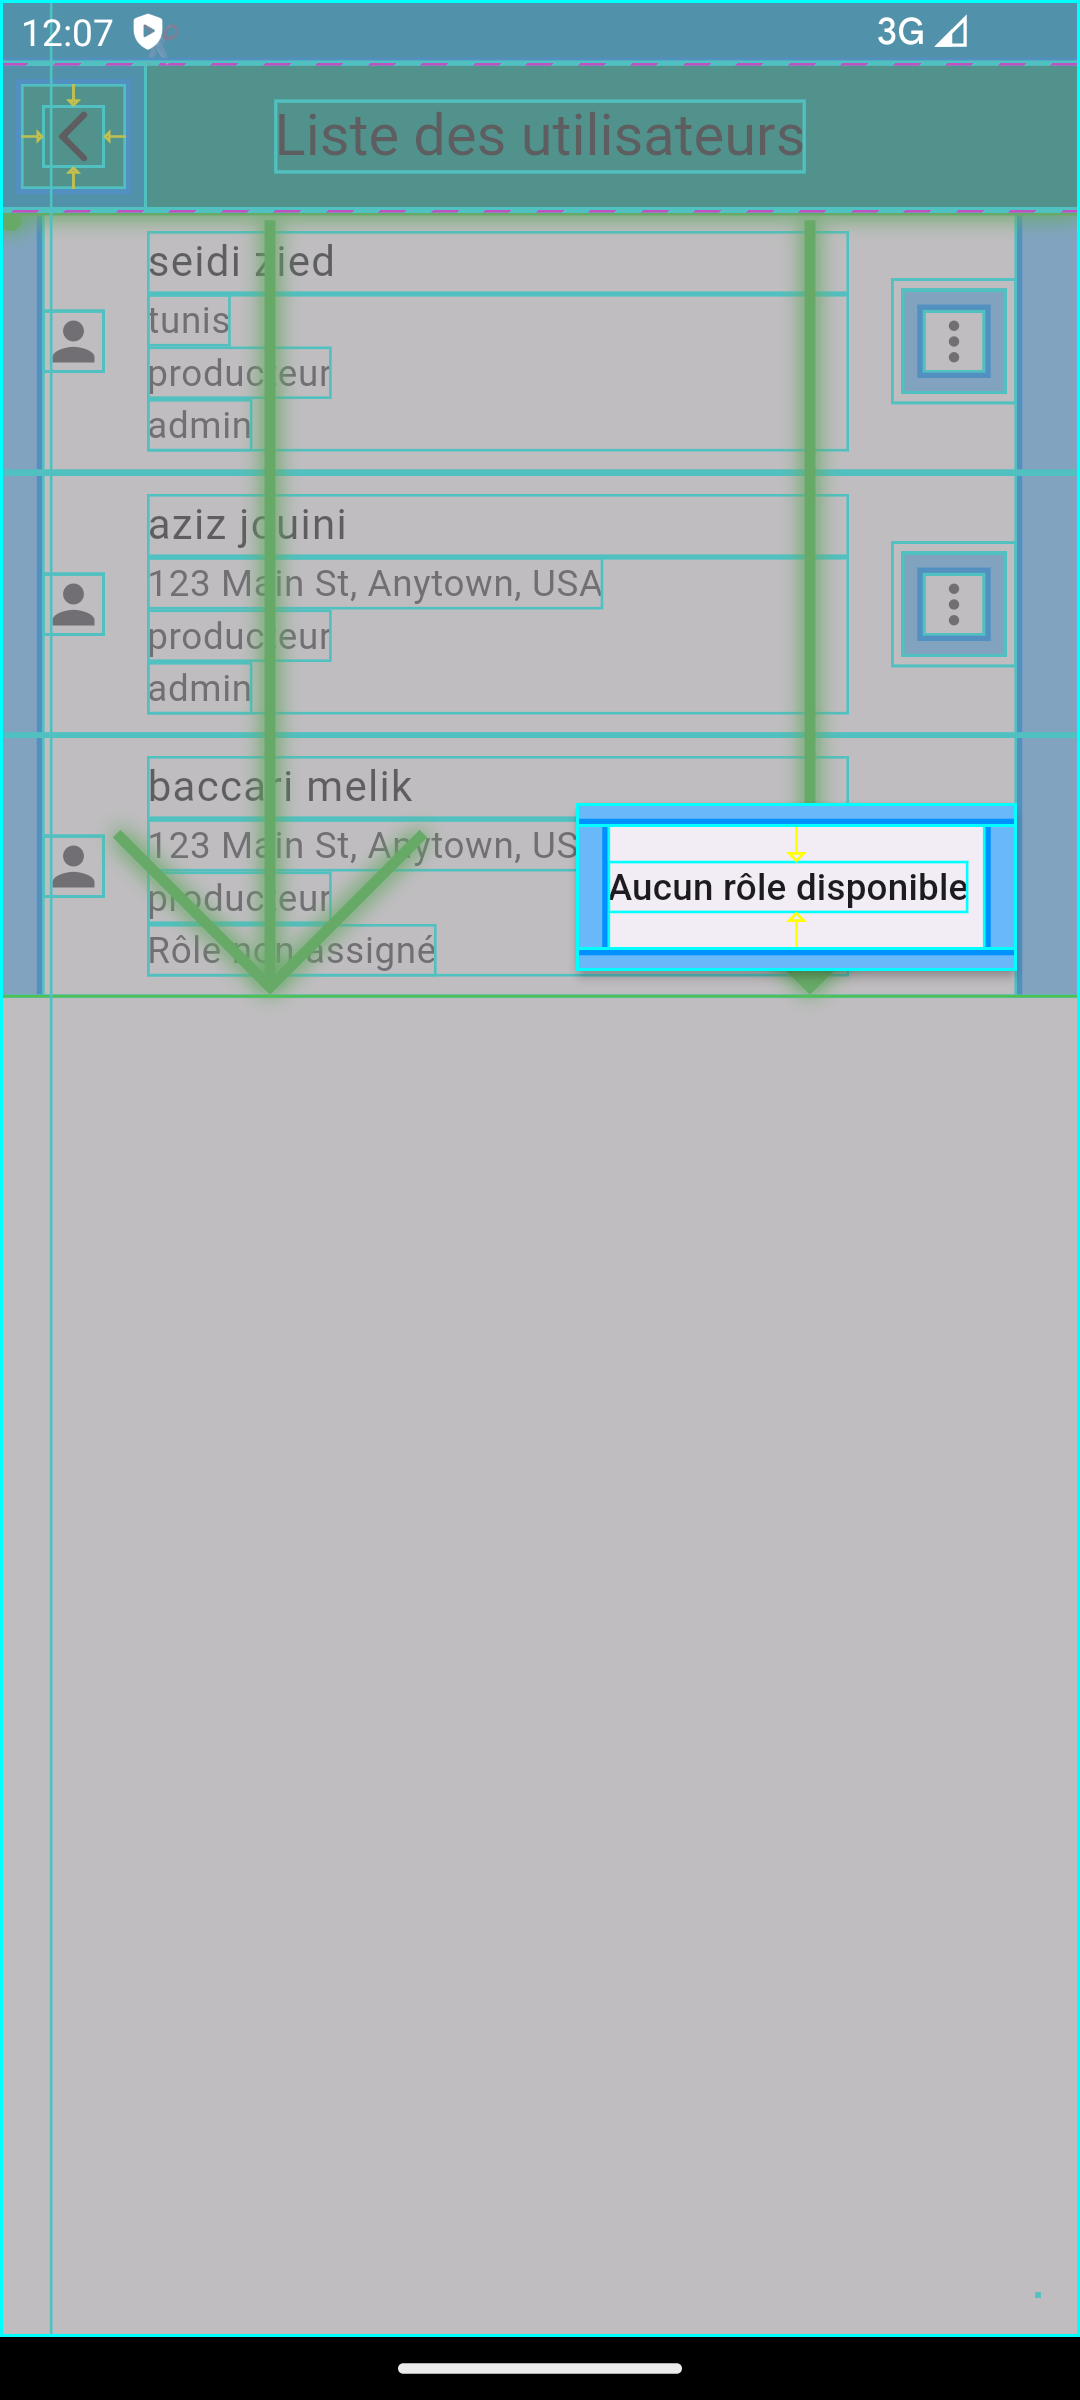 12:07
3G
Liste des utilisateurs
seidi zied
tunis
producteur
admin
aziz jouini
123 Main St, Anytown, USA
producteur
admin
baccari melik
123 Main St, Anytown, US
Aucun rôle disponible
producteur
Rôle non assigné